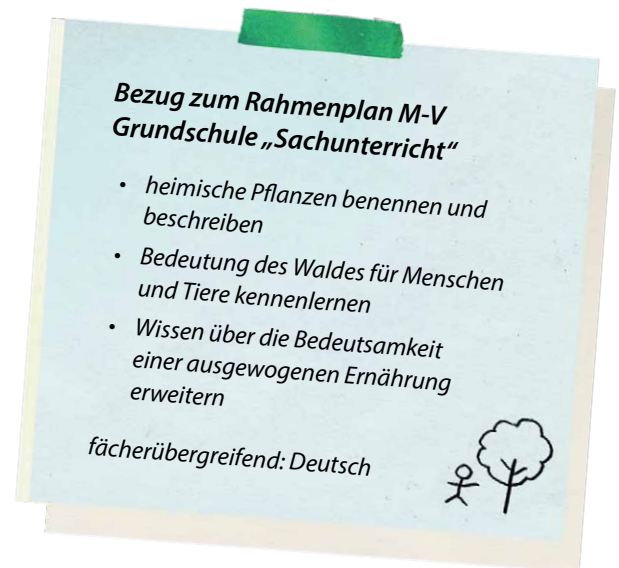 Bezug zum Rahmenplan M-V
Grundschule „Sachunterricht“
• heimische Pflanzen benennen und
beschreiben
• Bedeutung des Waldes für Menschen
und Tiere kennenlernen
• Wissen über die Bedeutsamkeit
einer ausgewogenen Ernährung
erweitern
fächerübergreifend: Deutsch